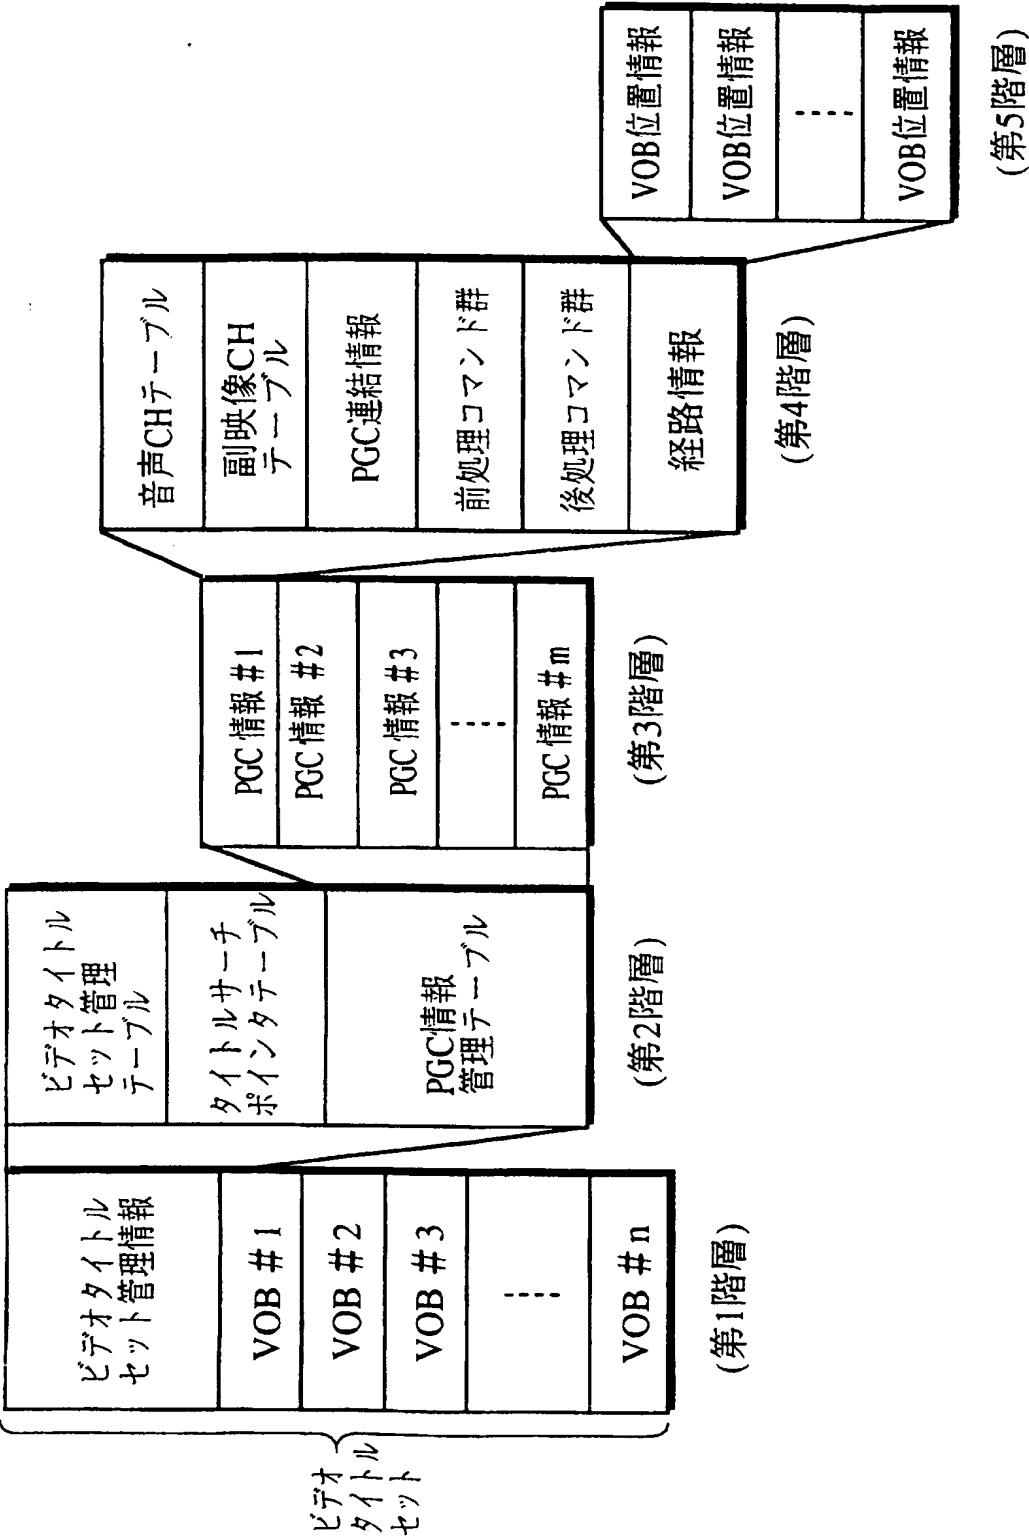 ビデオ
タイトル
セット
ビデオタイトル
セット管理情報
VOB #1
VOB #2
VOB #3
VOB #n
(第1階層)
ビデオタイトル
セット管理
テーブル
タイトルサーチ
ポインタテーブル
PGC情報
管理テーブル
(第2階層)
PGC情報 #1
PGC情報 #2
PGC情報 #3
PGC情報 #m
(第3階層)
音声CHテーブル
副映像CH
テーブル
PGC連結情報
前処理コマンド群
後処理コマンド群
経路情報
(第4階層)
VOB位置情報
VOB位置情報
VOB位置情報
(第5階層)